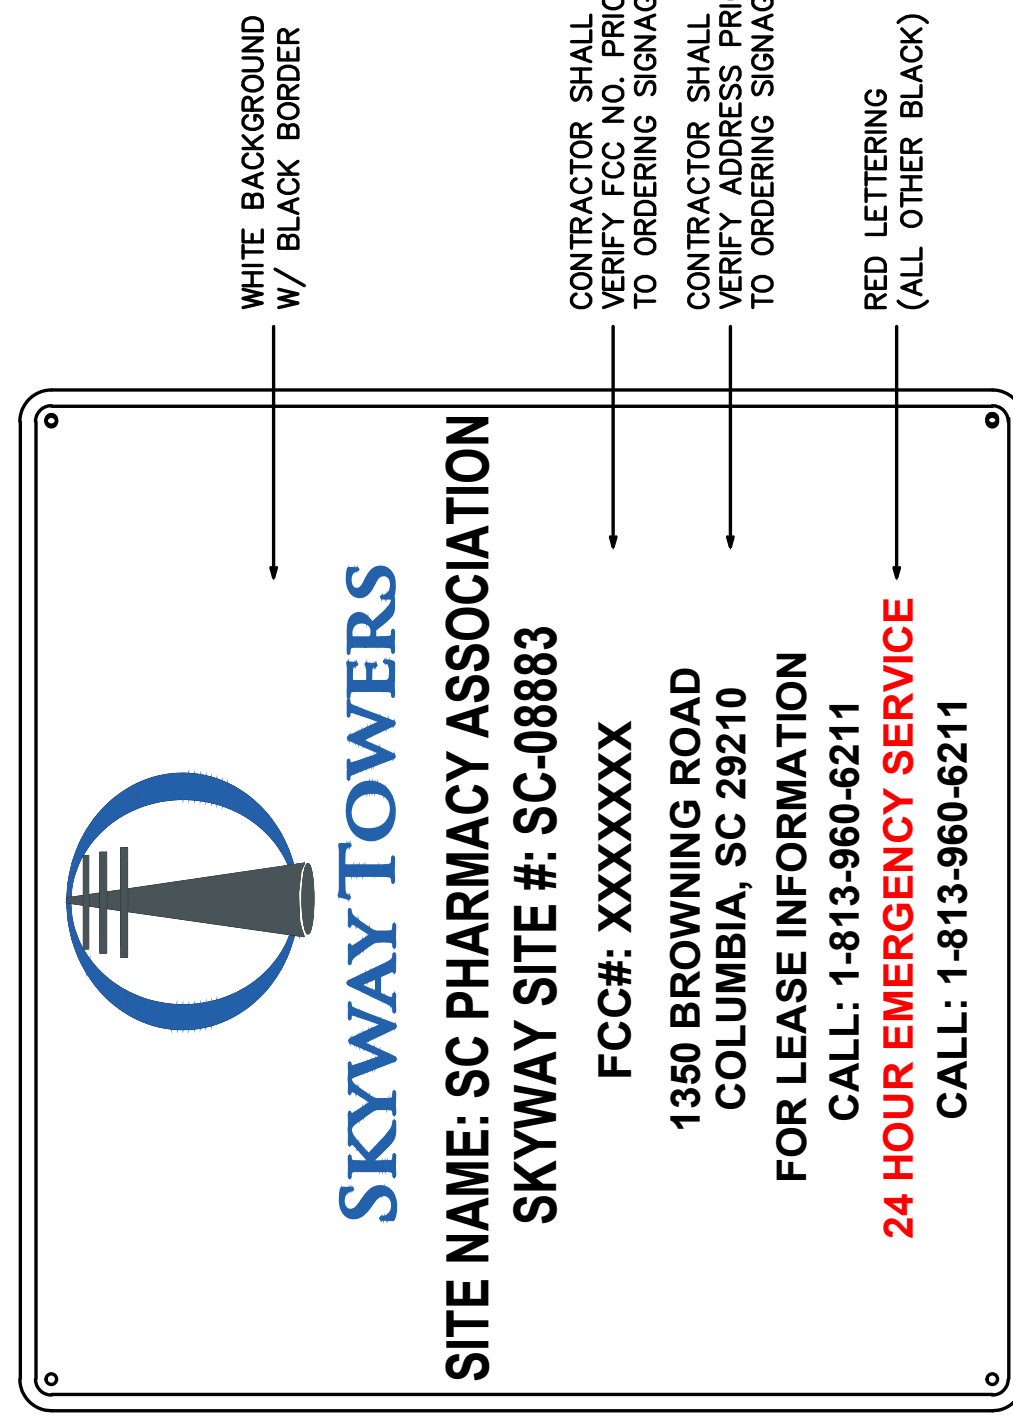 SKYWAY TOWERS
SITE NAME: SC PHARMACY ASSOCIATION
SKYWAY SITE #: SC-08883
FCC#: XXXXXXX
1350 BROWNING ROAD
COLUMBIA, SC 29210
FOR LEASE INFORMATION
CALL: 1-813-960-6211
24 HOUR EMERGENCY SERVICE
CALL: 1-813-960-6211
WHITE BACKGROUND
W/ BLACK BORDER
CONTRACTOR SHALL
VERIFY FCC NO.
TO ORDERING
CONTRACTOR SHALL
VERIFY ADDRESS
TO ORDERING
RED LETTERING
(ALL OTHER BLACK)